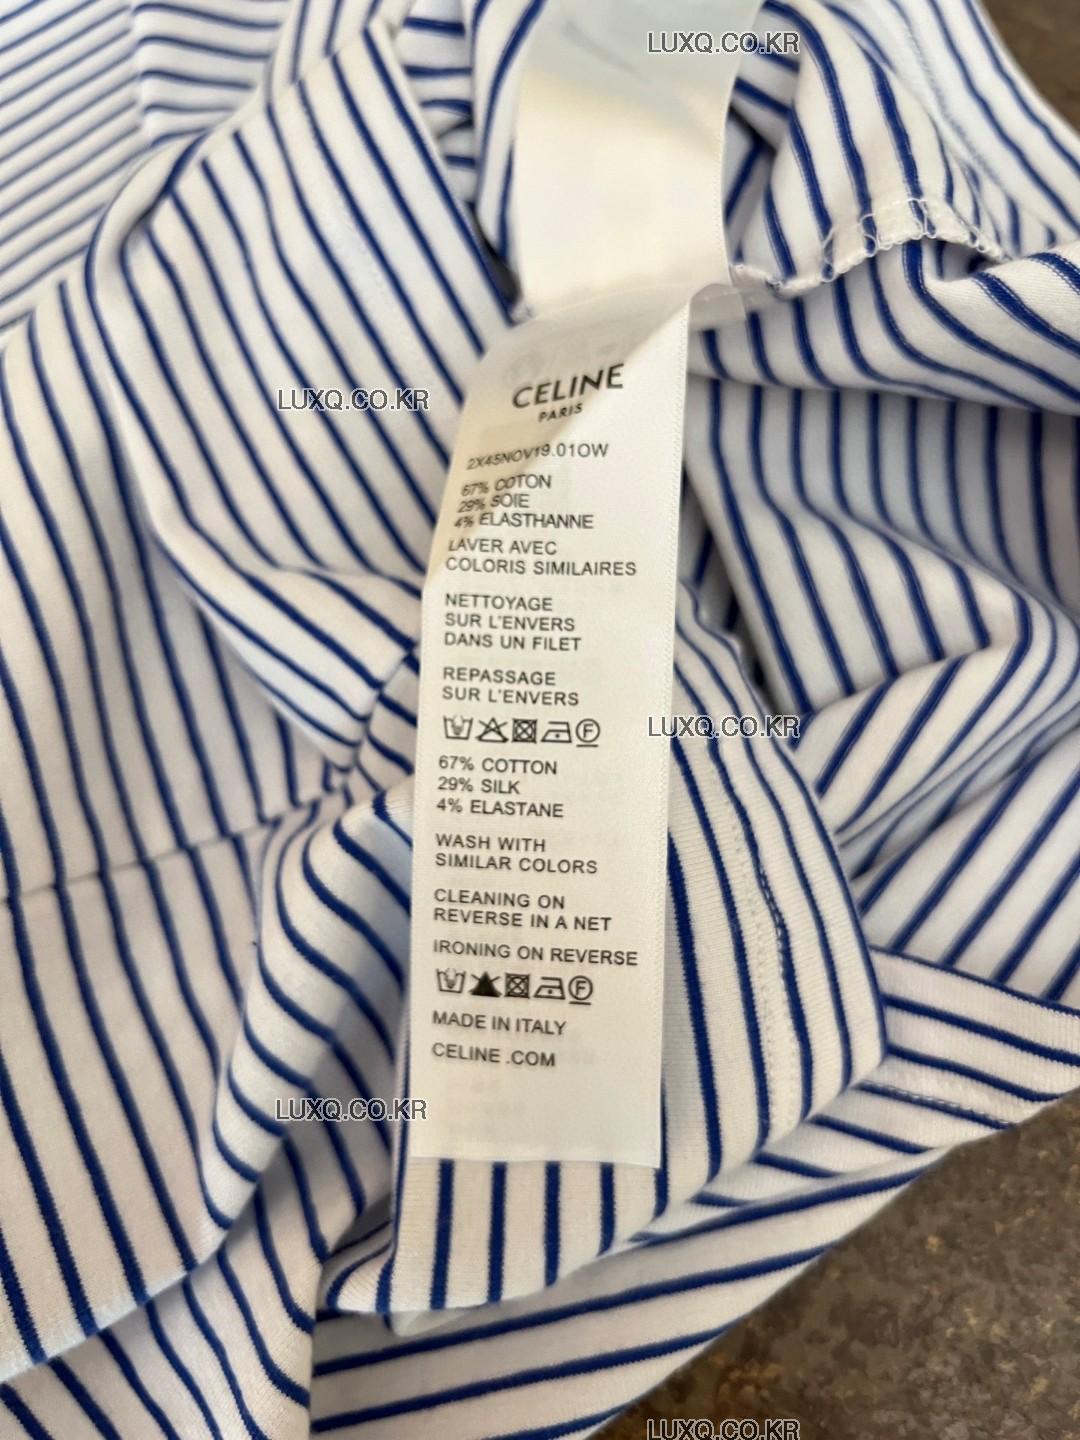 LUXQ.CO.KR
CELINE
PARIS
LUXQ.CO.KR
2X45NOV19.01OW
67% COTON
29% SOIE
4% ELASTHANNE
LAVER AVEC
COLORIS SIMILAIRES
NETTOYAGE
SUR L'ENVERS
DANS UN FILET
REPASSAGE
SUR L'ENVERS
F
LUXQ.CO.KR
67% COTTON
29% SILK
4% ELASTANE
WASH WITH
SIMILAR COLORS
CLEANING ON
REVERSE IN A NET
IRONING ON REVERSE
F
MADE IN ITALY
CELINE .COM
LUXQ.CO.KR
LUXQ.CO.KR